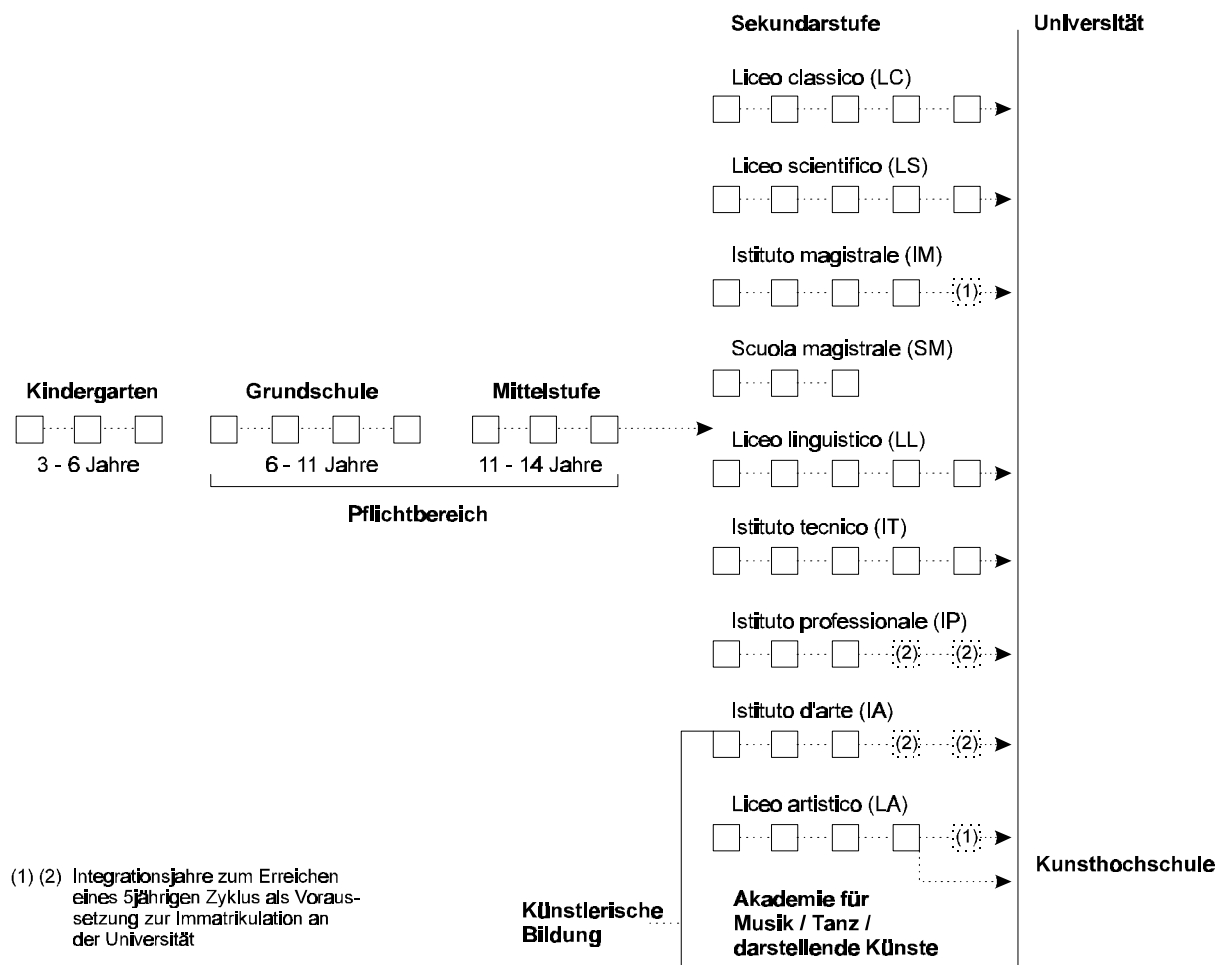 Sekundarstufe
Universität
Liceo classico (LC)
Liceo scientifico (LS)
Istituto magistrale (IM)
(1)
Scuola magistrale (SM)
Kindergarten
Grundschule
Mittelstufe
3 - 6 Jahre
6 - 11 Jahre
11 - 14 Jahre
Pflichtbereich
Liceo linguistico (LL)
Istituto tecnico (IT)
Istituto professionale (IP)
(2) (2)
Istituto d'arte (IA)
(2) (2)
Liceo artistico (LA)
(1)
Kunsthochschule
(1) (2) Integrationsjahre zum Erreichen
eines 5jährigen Zyklus als Voraus-
setzung zur Immatrikulation an
der Universität
Künstlerische
Bildung
Akademie für
Musik / Tanz /
darstellende Künste